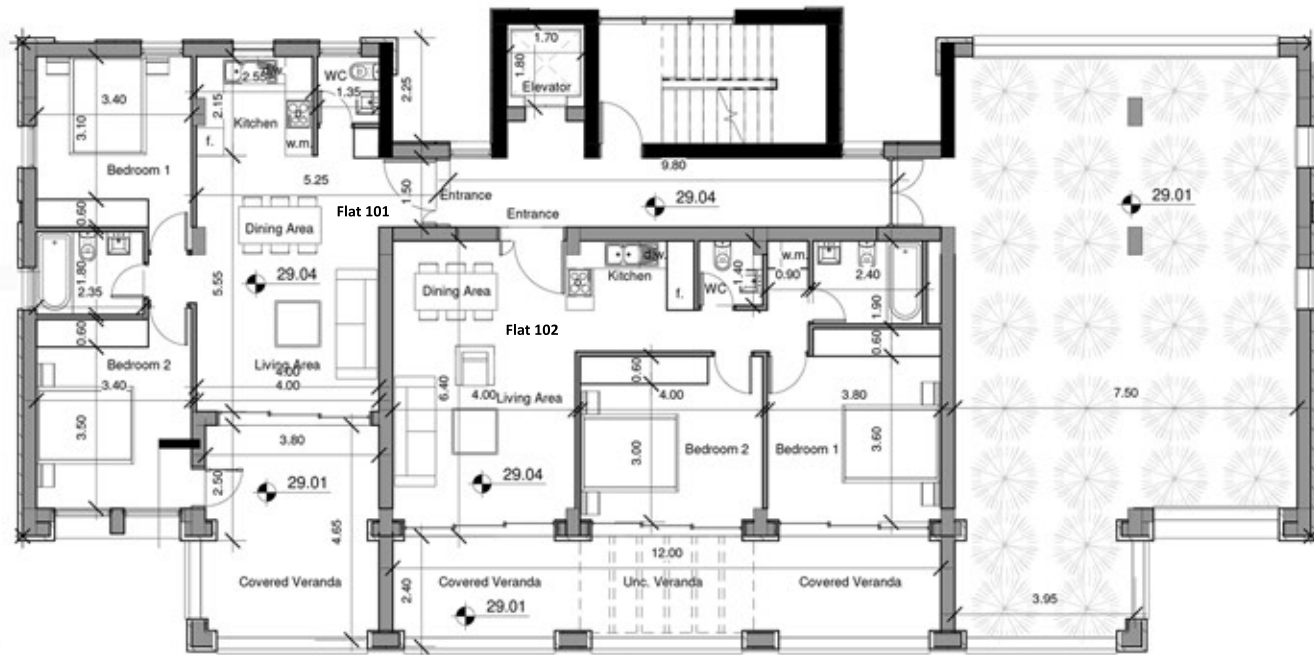 1.70
1.80
Elevator
WC
d.w.
2.55
1.35
2.25
3.40
2.15
3.10
Kitchen
f.
w.m.
Bedroom 1
9.80
5.25
1.50
Entrance
29.04
29.01
0.60
Flat 101
Entrance
Dining Area
1.80
2.35
5.55
29.04
Kitchen
d.w.
WC
1.40
w.m.
0.90
2.40
Dining Area
f.
1.90
Flat 102
0.60
Bedroom 2
Living Area
4.00
4.00
3.40
0.60
0.60
6.40
4.00
Living Area
4.00
3.80
7.50
3.50
3.80
3.00
Bedroom 2
Bedroom 1
3.60
2.50
29.01
29.04
4.65
12.00
2.40
Covered Veranda
Covered Veranda
Unc. Veranda
Covered Veranda
29.01
3.95